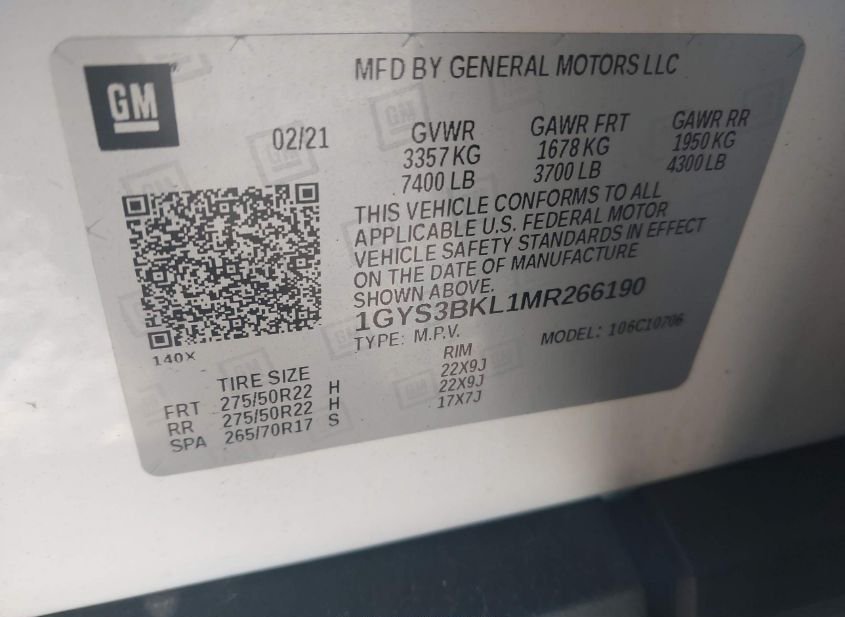 GM
MFD BY GENERAL MOTORS LLC
02/21
GVWR GAWR FRT GAWR RR
3357 KG 1678 KG 1950 KG
7400 LB 3700 LB 4300 LB
THIS VEHICLE CONFORMS TO ALL
APPLICABLE U.S. FEDERAL MOTOR
VEHICLE SAFETY STANDARDS IN EFFECT
ON THE DATE OF MANUFACTURE
SHOWN ABOVE.
1GYS3BKL1MR266190
TYPE: M.P.V. MODEL: 106C10706
140X
TIRE SIZE RIM
FRT 275/50R22 H 22X9J
RR 275/50R22 H 22X9J
SPA 265/70R17 S 17X7J